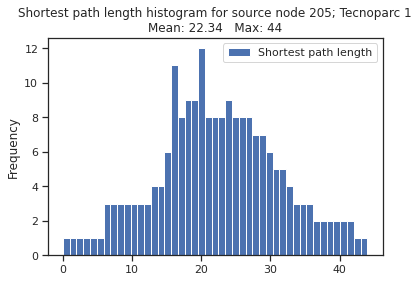 Shortest path length histogram for source node 205; Tecnoparc 1
Mean: 22.34   Max: 44
Shortest path length
Frequency
12
10
8
6
4
2
0
0 10 20 30 40